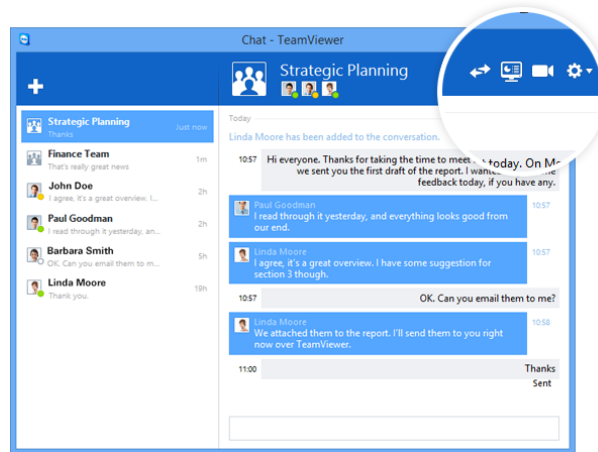 Chat - TeamViewer
Strategic Planning
Strategic Planning
Thanks
Just now
Finance Team
That's really great news
1m
John Doe
I agree, it's a great overview. I...
2h
Paul Goodman
I read through it yesterday, an...
2h
Barbara Smith
OK. Can you email them to m...
5h
Linda Moore
Thank you.
19h
Today
Linda Moore has been added to the conversation.
10:57
Hi everyone. Thanks for taking the time to meet today. On Mo
we sent you the first draft of the report. I
feedback today, if you have any.
Paul Goodman
10:57
I read through it yesterday, and everything looks good from
our end.
Linda Moore
10:57
I agree, it's a great overview. I have some suggestion for
section 3 though.
10:57
OK. Can you email them to me?
Linda Moore
10:58
We attached them to the report. I'll send them to you right
now over TeamViewer.
11:00
Thanks
Sent